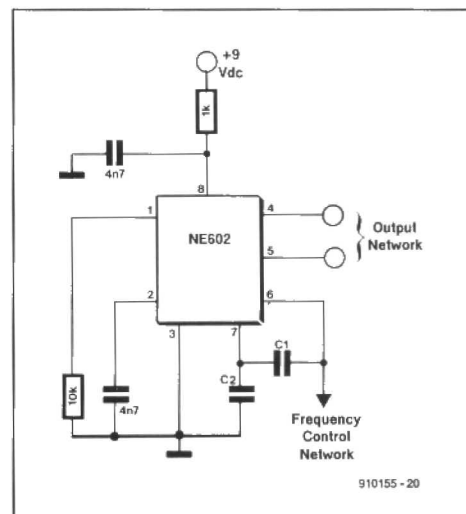 +9
Vdc
1k
4n7
8
1
4
NE602
Output
Network
5
2
6
3
7
C1
C2
10k
4n7
Frequency
Control
Network
910155 - 20